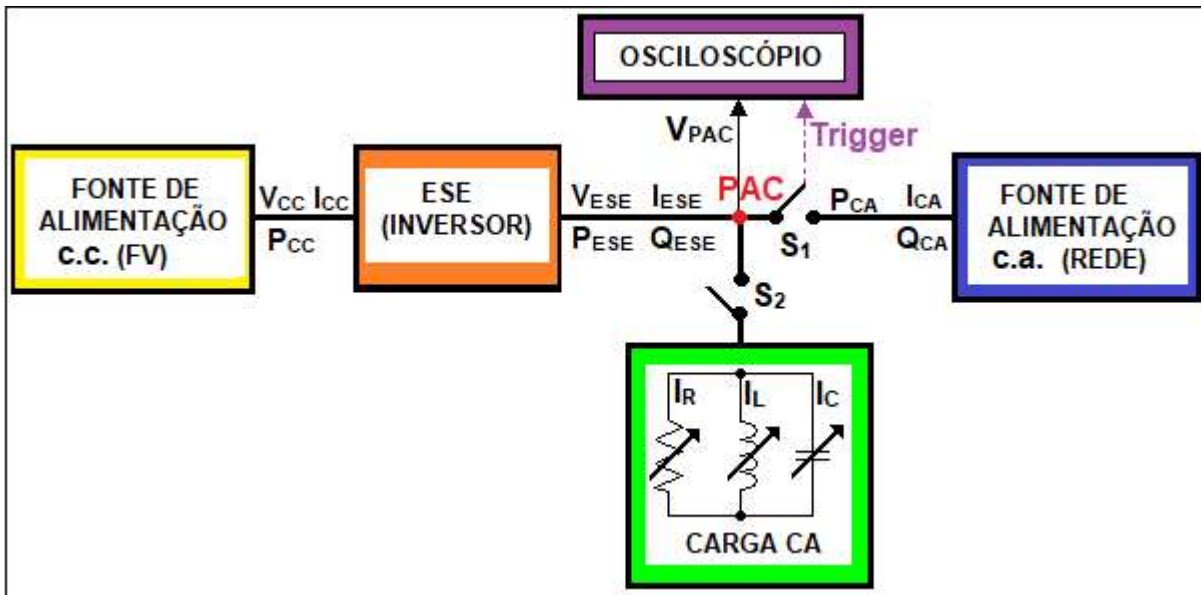 OSCILOSCÓPIO
VPAC
Trigger
FONTE DE
ALIMENTAÇÃO
c.c. (FV)
VCC ICC
PCC
ESE
(INVERSOR)
VESE IESE
PESE QESE
PAC
S1
PCA ICA
QCA
FONTE DE
ALIMENTAÇÃO
c.a. (REDE)
S2
IR IL IC
CARGA CA